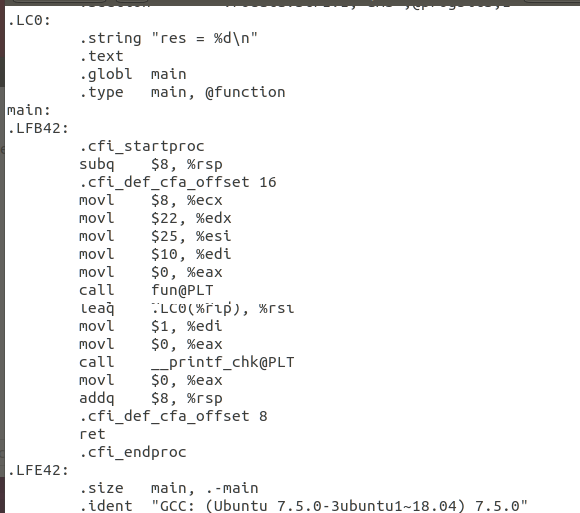 .LC0:
.string "res = %d\n"
.text
.globl main
.type main, @function
main:
.LFB42:
.cfi_startproc
subq $8, %rsp
.cfi_def_cfa_offset 16
movl $8, %ecx
movl $22, %edx
movl $25, %esi
movl $10, %edi
movl $0, %eax
call fun@PLT
leaq .LC0(%rip), %rsi
movl $1, %edi
movl $0, %eax
call __printf_chk@PLT
movl $0, %eax
addq $8, %rsp
.cfi_def_cfa_offset 8
ret
.cfi_endproc
.LFE42:
.size main, .-main
.ident "GCC: (Ubuntu 7.5.0-3ubuntu1~18.04) 7.5.0"